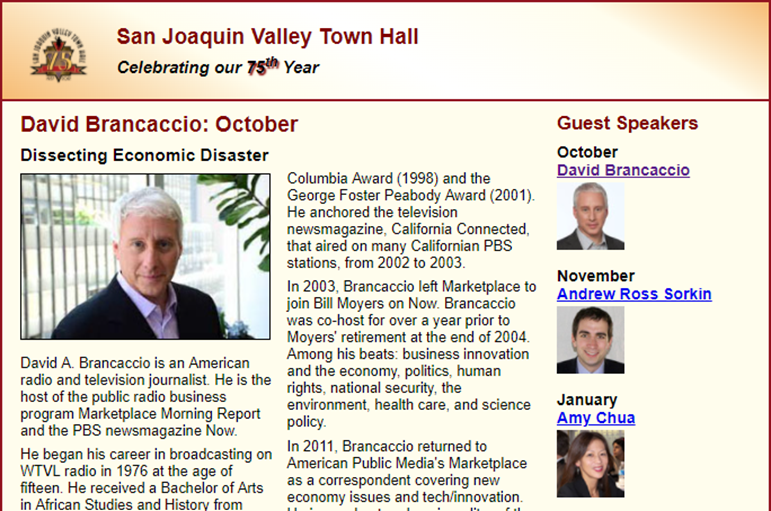 SAN JOAQUIN VALLEY TOWN HALL
75
San Joaquin Valley Town Hall
Celebrating our 75th Year
David Brancaccio: October
Dissecting Economic Disaster
David A. Brancaccio is an American
radio and television journalist. He is the
host of the public radio business
program Marketplace Morning Report
and the PBS newsmagazine Now.
He began his career in broadcasting on
WTVL radio in 1976 at the age of
fifteen. He received a Bachelor of Arts
in African Studies and History from
Columbia Award (1998) and the
George Foster Peabody Award (2001).
He anchored the television
newsmagazine, California Connected,
that aired on many Californian PBS
stations, from 2002 to 2003.
In 2003, Brancaccio left Marketplace to
join Bill Moyers on Now. Brancaccio
was co-host for over a year prior to
Moyers' retirement at the end of 2004.
Among his beats: business innovation
and the economy, politics, human
rights, national security, the
environment, health care, and science
policy.
In 2011, Brancaccio returned to
American Public Media's Marketplace
as a correspondent covering new
economy issues and tech/innovation.
Guest Speakers
October
David Brancaccio
November
Andrew Ross Sorkin
January
Amy Chua